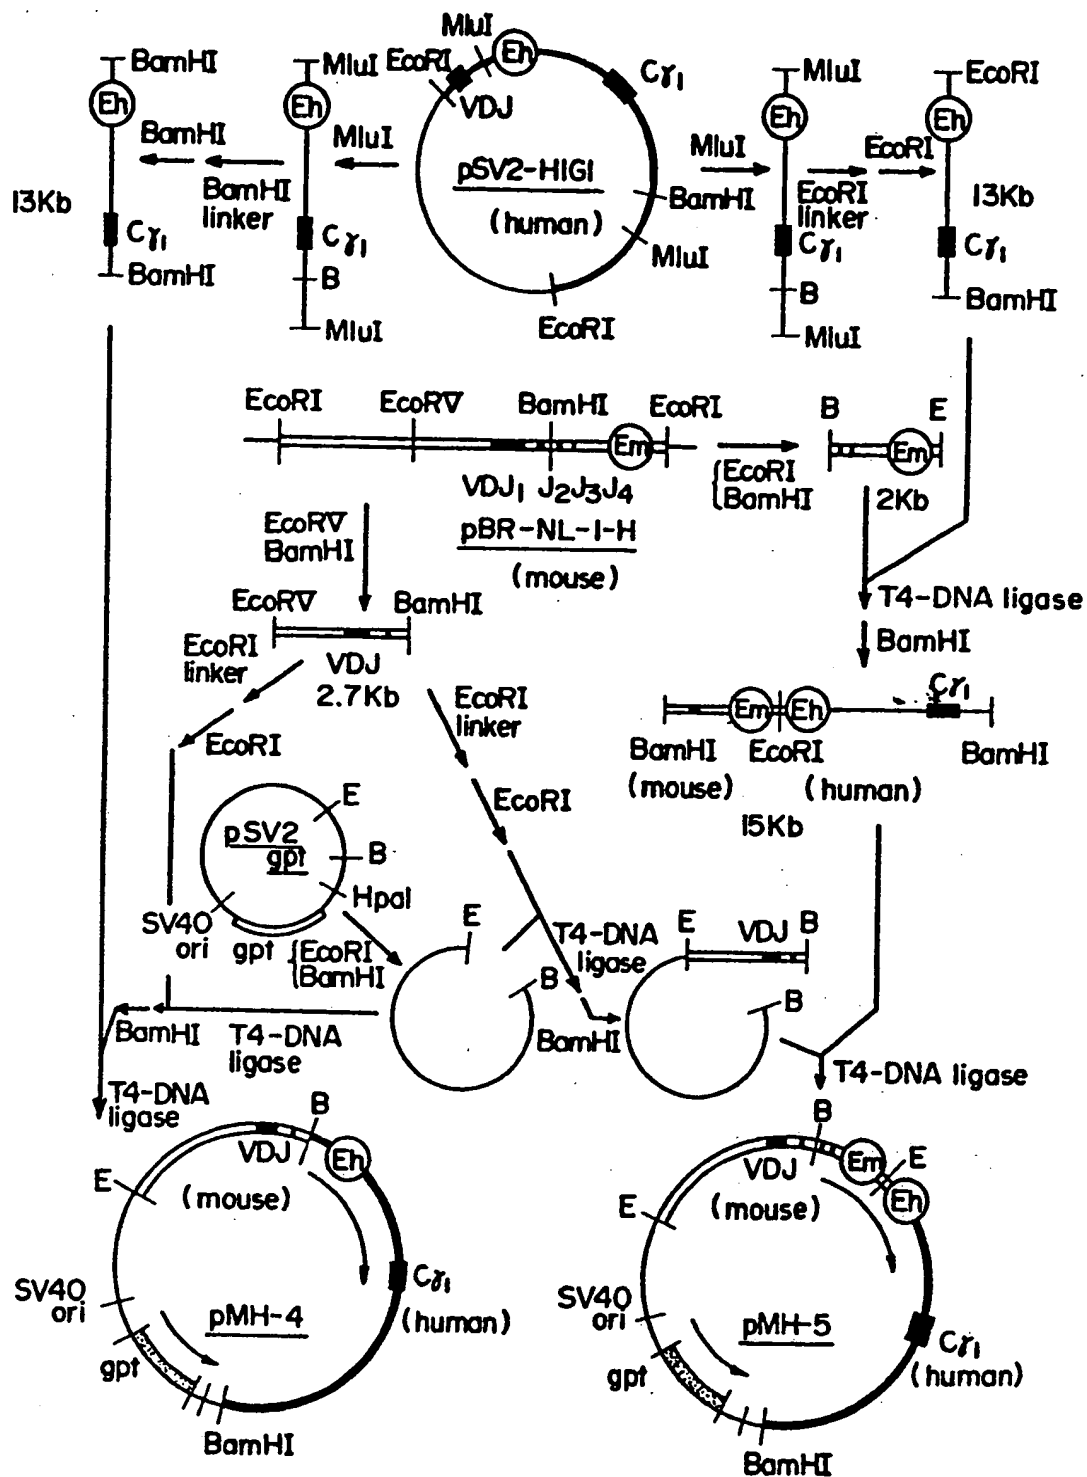 MluI
EcoRI
Eh
VDJ
Cγ1
pSV2-HIGI
(human)
BamHI
MluI
EcoRI
BamHI
Eh
13Kb
Cγ1
BamHI
BamHI
BamHI
linker
MluI
Eh
Cγ1
B
MluI
MluI
MluI
MluI
Eh
Cγ1
B
MluI
EcoRI
linker
EcoRI
EcoRI
Eh
13Kb
Cγ1
BamHI
EcoRI
EcoRV
BamHI
EcoRI
Em
VDJ1 J2J3J4
pBR-NL-1-H
(mouse)
EcoRI
BamHI
B
E
Em
2Kb
EcoRV
BamHI
T4-DNA ligase
BamHI
EcoRV
BamHI
VDJ
2.7Kb
EcoRI
linker
EcoRI
EcoRI
linker
EcoRI
Em
Eh
Cγ1
BamHI
EcoRI
BamHI
(mouse)
(human)
15Kb
pSV2
gpt
E
B
HpaI
SV40
ori
gpt
EcoRI
BamHI
E
B
T4-DNA
ligase
BamHI
E
VDJ
B
B
BamHI
T4-DNA
ligase
T4-DNA
ligase
T4-DNA ligase
B
VDJ
Eh
E
(mouse)
Cγ1
(human)
SV40
ori
pMH-4
gpt
BamHI
B
VDJ
Em
E
Eh
E
(mouse)
SV40
ori
pMH-5
Cγ1
(human)
gpt
BamHI